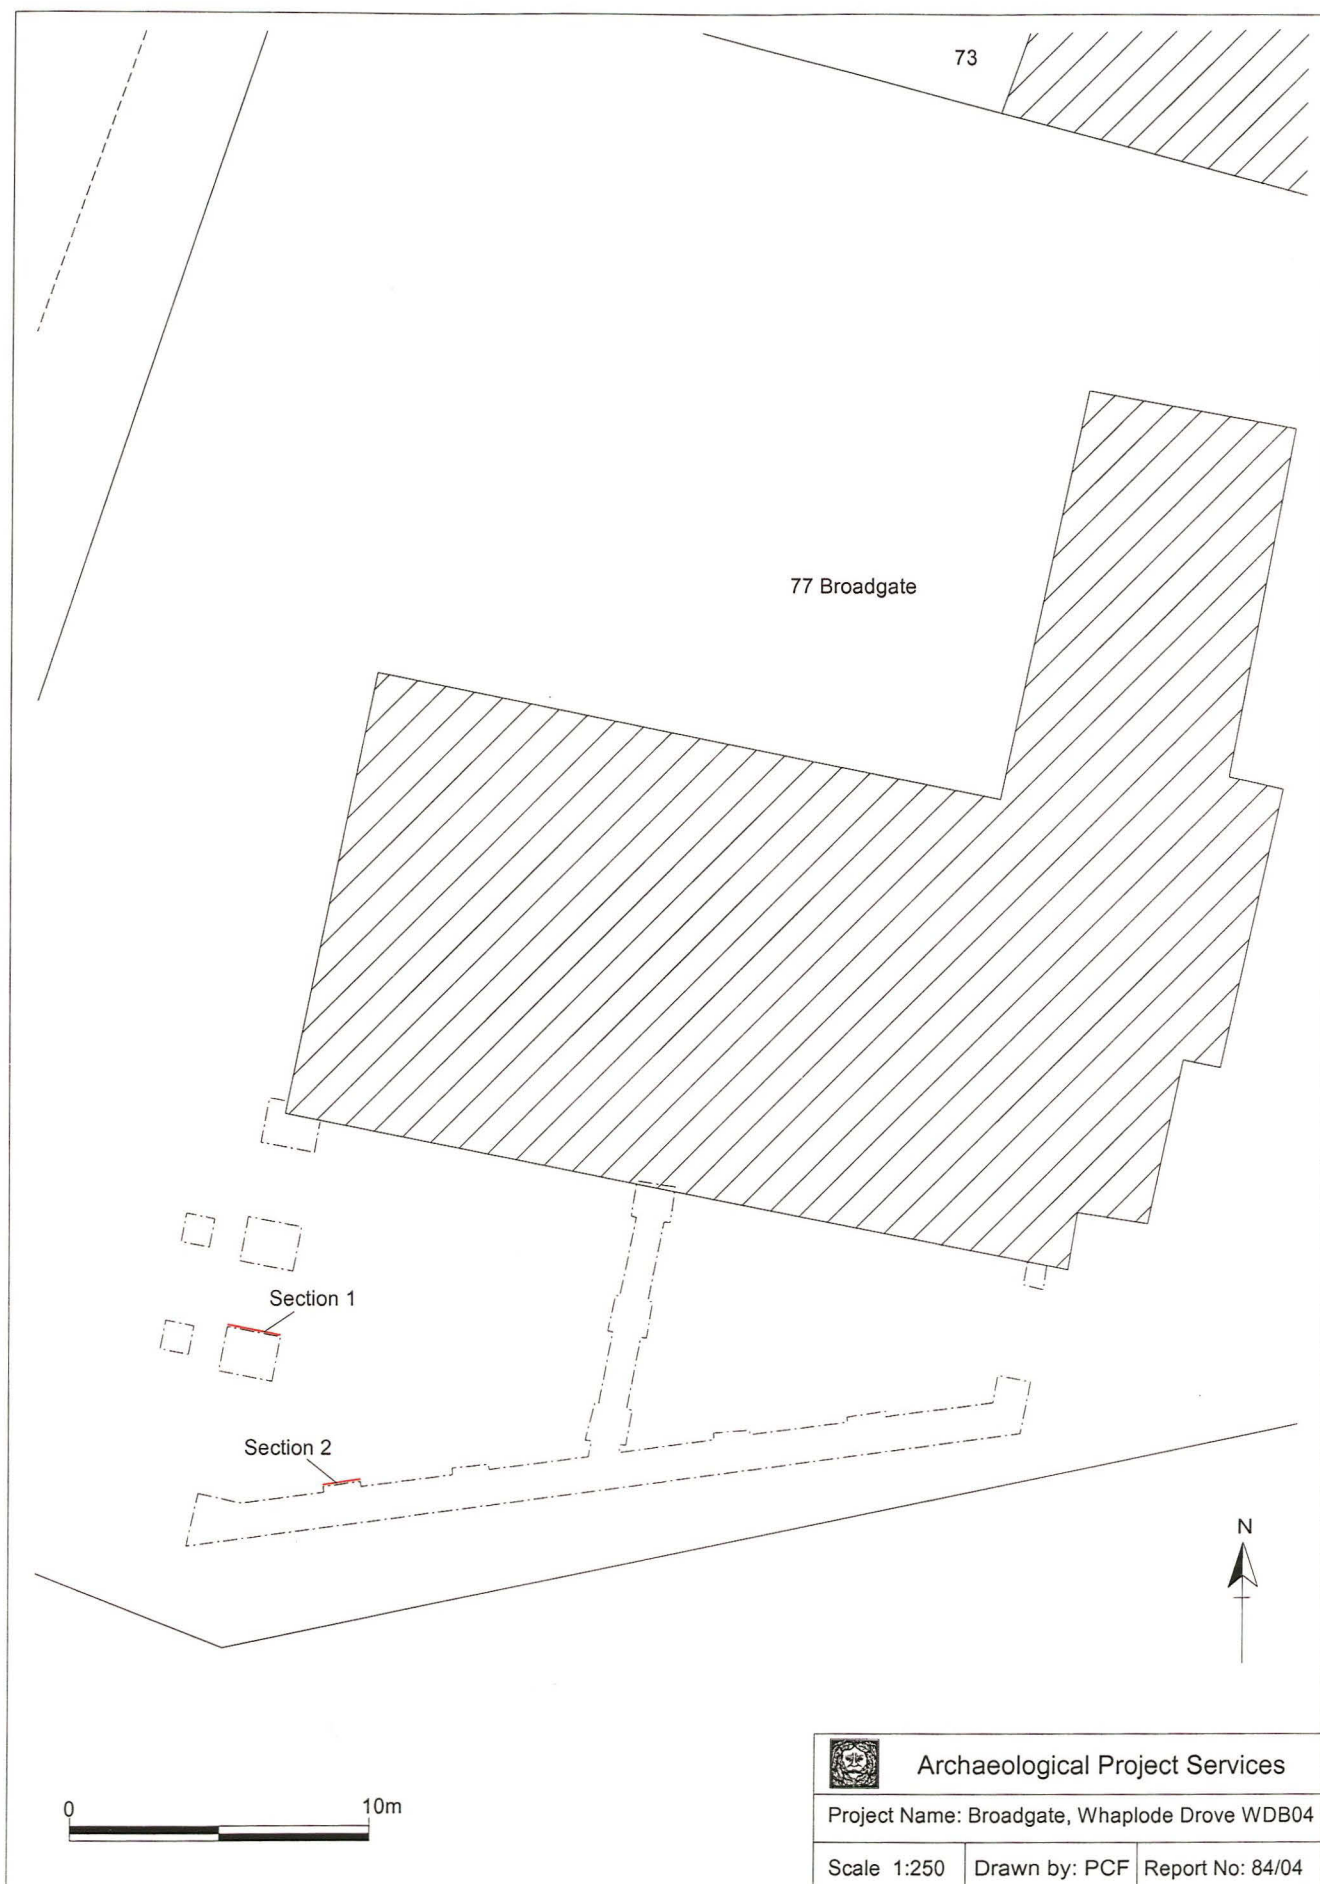 73
77 Broadgate
Section 1
Section 2
N
0 10m
Archaeological Project Services
Project Name: Broadgate, Whaplode Drove WDB04
Scale 1:250 Drawn by: PCF Report No: 84/04